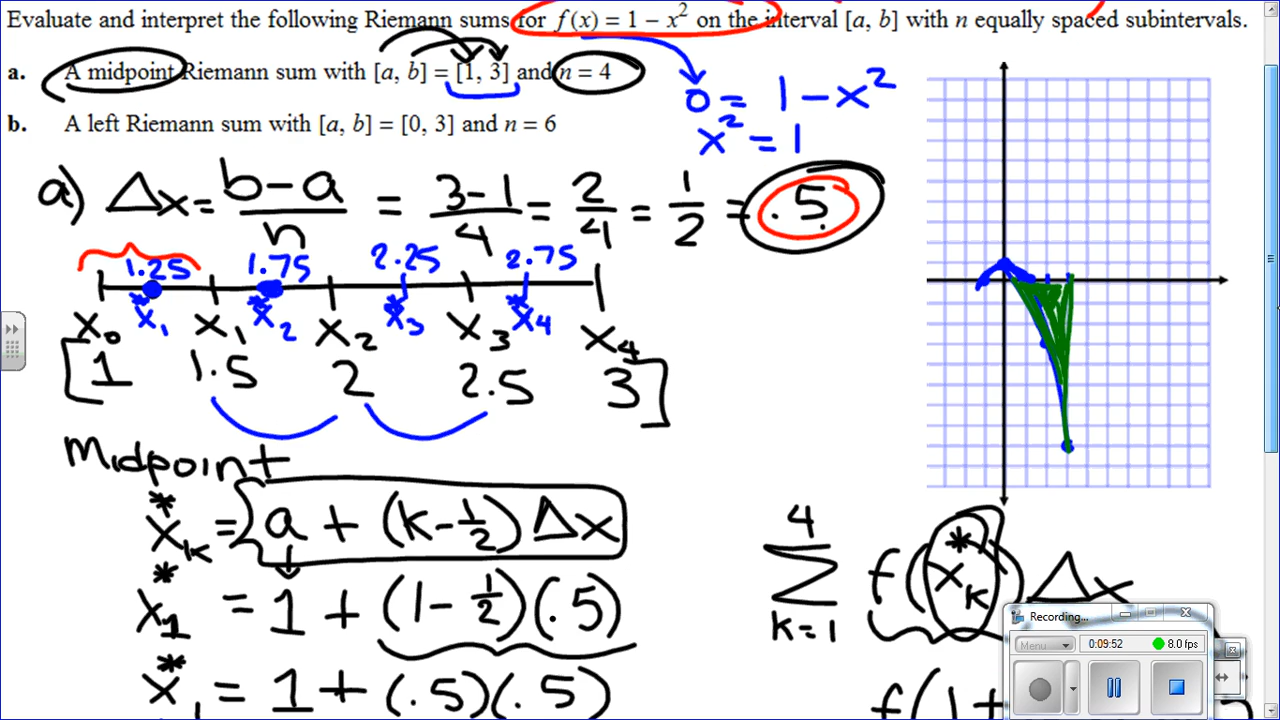 Evaluate and interpret the following Riemann sums for f(x) = 1 − x² on the interval [a, b] with n equally spaced subintervals.
a. A midpoint Riemann sum with [a, b] = [1, 3] and n = 4
0 = 1 − x²
b. A left Riemann sum with [a, b] = [0, 3] and n = 6
x² = 1
a) Δx = b−a/n = 3−1/4 = 2/4 = 1/2 = .5
1.25 1.75 2.25 2.75
x₀ x₁* x₁ x₂* x₂ x₃* x₃ x₄* x₄
[1 1.5 2 2.5 3]
Midpoint
xₖ* = a + (k−1/2) Δx
x₁* = 1 + (1−1/2)(.5)
x₁* = 1 + (.5)(.5)
4
Σ f(xₖ*) Δx
k=1
f(1+
Recording...
Menu 0:09:52 8.0 fps